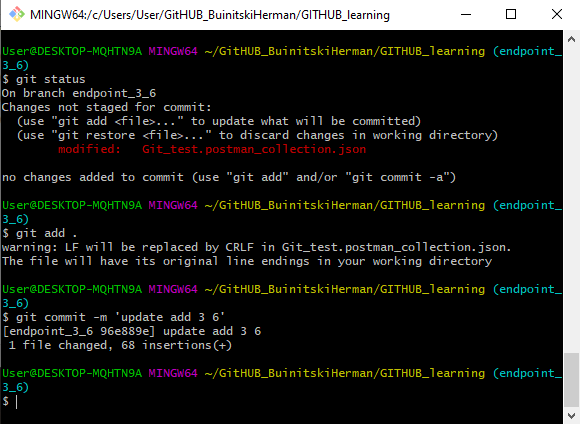 MINGW64:/c/Users/User/GitHUB_BuinitskiHerman/GITHUB_learning
User@DESKTOP-MQHTN9A MINGW64 ~/GitHUB_BuinitskiHerman/GITHUB_learning (endpoint_
3_6)
$ git status
On branch endpoint_3_6
Changes not staged for commit:
  (use "git add <file>..." to update what will be committed)
  (use "git restore <file>..." to discard changes in working directory)
        modified:   Git_test.postman_collection.json
no changes added to commit (use "git add" and/or "git commit -a")
User@DESKTOP-MQHTN9A MINGW64 ~/GitHUB_BuinitskiHerman/GITHUB_learning (endpoint_
3_6)
$ git add .
warning: LF will be replaced by CRLF in Git_test.postman_collection.json.
The file will have its original line endings in your working directory
User@DESKTOP-MQHTN9A MINGW64 ~/GitHUB_BuinitskiHerman/GITHUB_learning (endpoint_
3_6)
$ git commit -m 'update add 3 6'
[endpoint_3_6 96e889e] update add 3 6
 1 file changed, 68 insertions(+)
User@DESKTOP-MQHTN9A MINGW64 ~/GitHUB_BuinitskiHerman/GITHUB_learning (endpoint_
3_6)
$